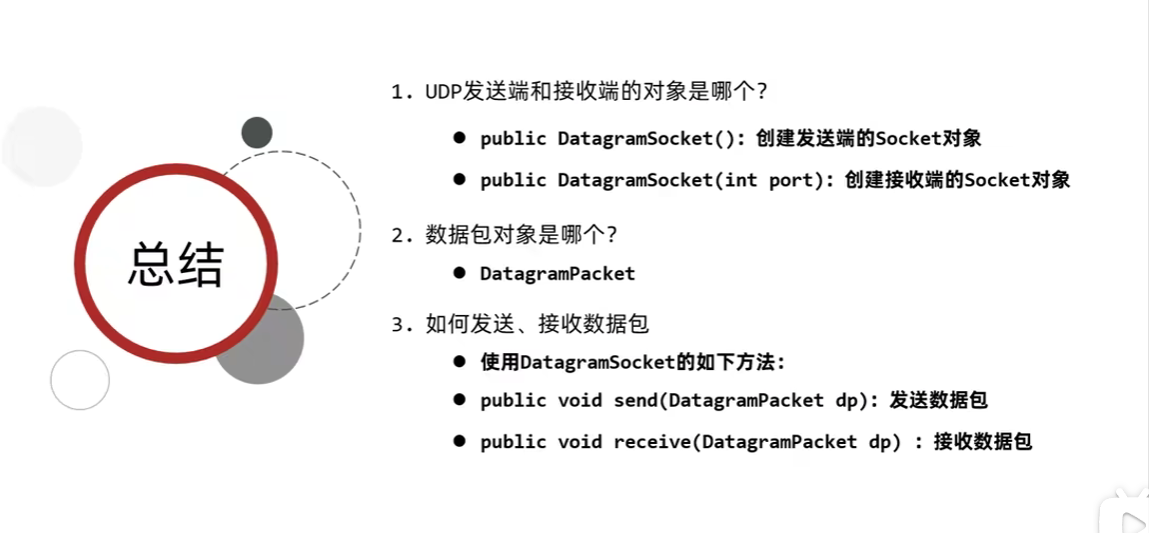 总结
1. UDP发送端和接收端的对象是哪个？
● public DatagramSocket()：创建发送端的Socket对象
● public DatagramSocket(int port)：创建接收端的Socket对象
2. 数据包对象是哪个？
● DatagramPacket
3. 如何发送、接收数据包
● 使用DatagramSocket的如下方法：
● public void send(DatagramPacket dp)：发送数据包
● public void receive(DatagramPacket dp) ：接收数据包